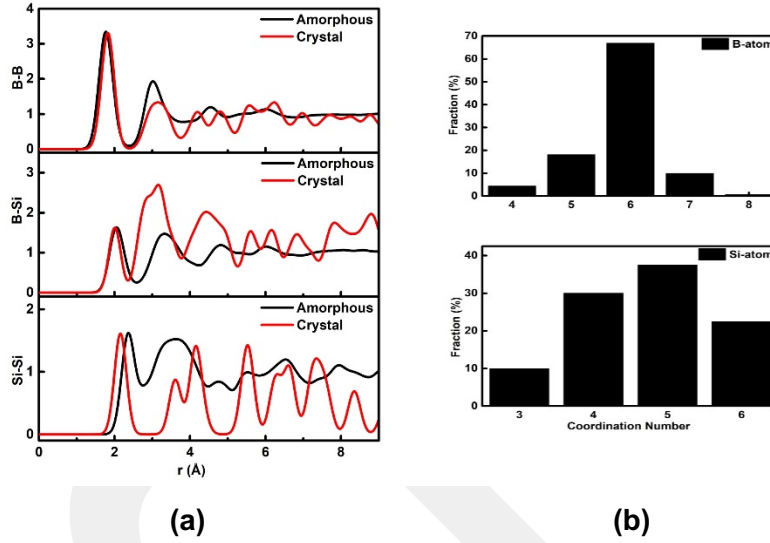 4
3
2
1
0
B-B
Amorphous
Crystal
3
2
1
0
B-Si
Amorphous
Crystal
2
1
0
Si-Si
Amorphous
Crystal
0 2 4 6 8
r (Å)
(a)
70
60
50
40
30
20
10
0
Fraction (%)
B-atom
4 5 6 7 8
40
30
20
10
0
Fraction (%)
Si-atom
3 4 5 6
Coordination Number
(b)